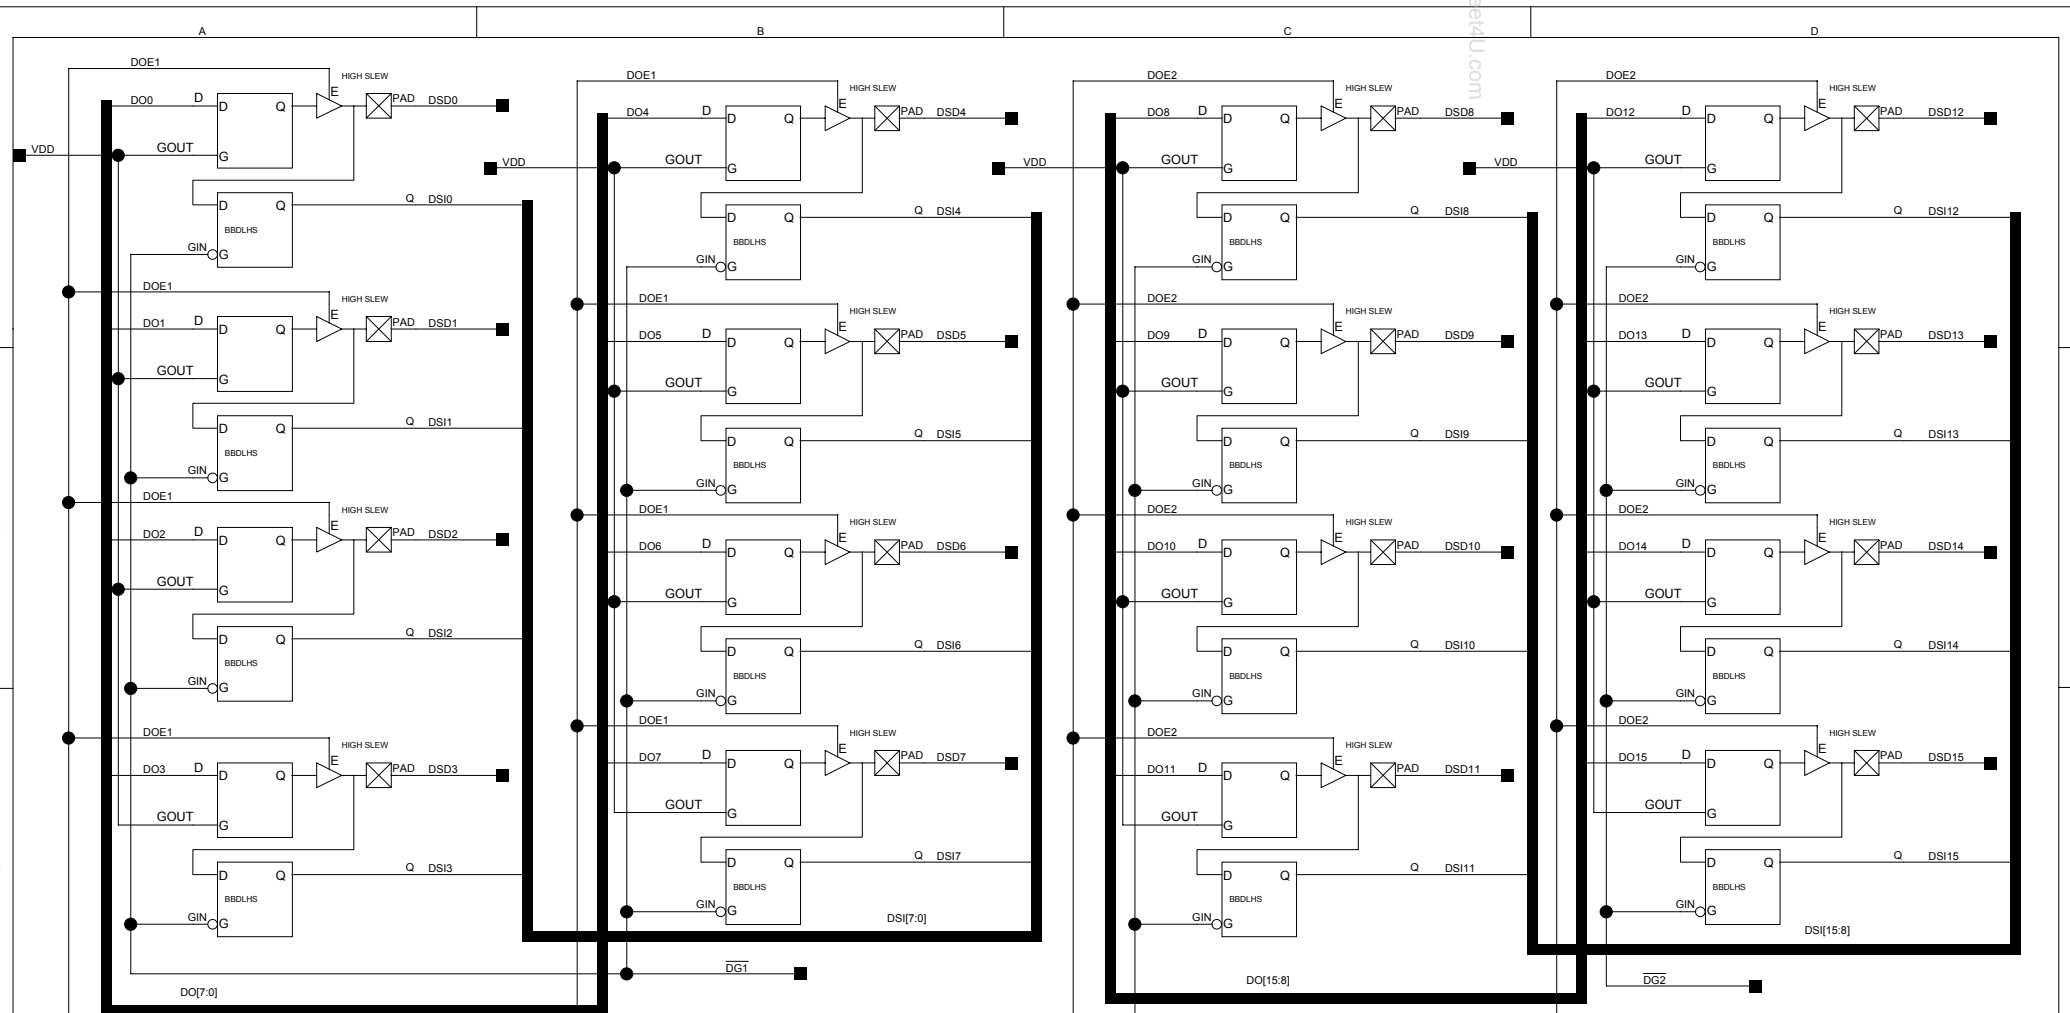 A
B
C
D
eet4U.com
DOE1
HIGH SLEW
DO0 D D Q E PAD DSD0
VDD GOUT G
D Q Q DSI0
BBDLHS
GIN G
DOE1
HIGH SLEW
DO1 D D Q E PAD DSD1
GOUT G
D Q Q DSI1
BBDLHS
GIN G
DOE1
HIGH SLEW
DO2 D D Q E PAD DSD2
GOUT G
D Q Q DSI2
BBDLHS
GIN G
DOE1
HIGH SLEW
DO3 D D Q E PAD DSD3
GOUT G
D Q Q DSI3
BBDLHS
GIN G
DO[7:0]
DOE1
HIGH SLEW
DO4 D D Q E PAD DSD4
VDD GOUT G
D Q Q DSI4
BBDLHS
GIN G
DOE1
HIGH SLEW
DO5 D D Q E PAD DSD5
GOUT G
D Q Q DSI5
BBDLHS
GIN G
DOE1
HIGH SLEW
DO6 D D Q E PAD DSD6
GOUT G
D Q Q DSI6
BBDLHS
GIN G
DOE1
HIGH SLEW
DO7 D D Q E PAD DSD7
GOUT G
D Q Q DSI7
BBDLHS
GIN G
DSI[7:0]
DG1
DOE2
HIGH SLEW
DO8 D D Q E PAD DSD8
VDD GOUT G
D Q Q DSI8
BBDLHS
GIN G
DOE2
HIGH SLEW
DO9 D D Q E PAD DSD9
GOUT G
D Q Q DSI9
BBDLHS
GIN G
DOE2
HIGH SLEW
DO10 D D Q E PAD DSD10
GOUT G
D Q Q DSI10
BBDLHS
GIN G
DOE2
HIGH SLEW
DO11 D D Q E PAD DSD11
GOUT G
D Q Q DSI11
BBDLHS
GIN G
DO[15:8]
DOE2
HIGH SLEW
DO12 D D Q E PAD DSD12
VDD GOUT G
D Q Q DSI12
BBDLHS
GIN G
DOE2
HIGH SLEW
DO13 D D Q E PAD DSD13
GOUT G
D Q Q DSI13
BBDLHS
GIN G
DOE2
HIGH SLEW
DO14 D D Q E PAD DSD14
GOUT G
D Q Q DSI14
BBDLHS
GIN G
DOE2
HIGH SLEW
DO15 D D Q E PAD DSD15
GOUT G
D Q Q DSI15
BBDLHS
GIN G
DSI[15:8]
DG2